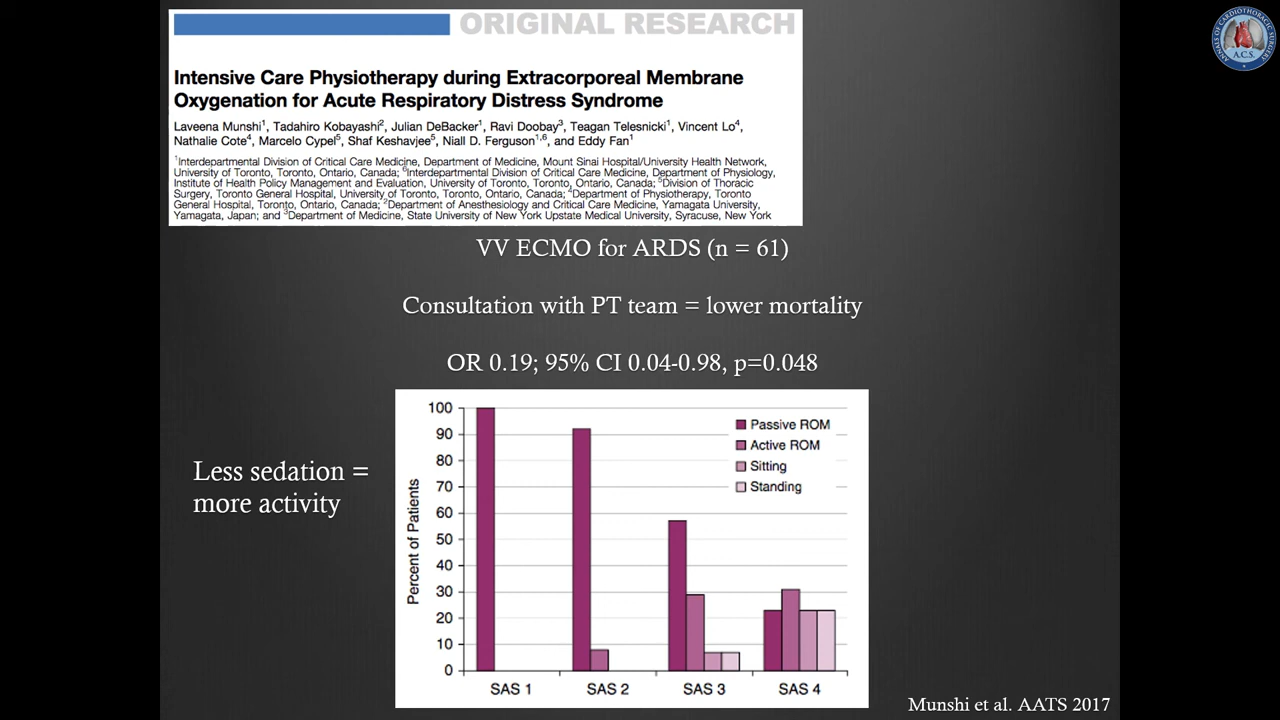 ORIGINAL RESEARCH
Intensive Care Physiotherapy during Extracorporeal Membrane
Oxygenation for Acute Respiratory Distress Syndrome
Laveena Munshi¹, Tadahiro Kobayashi², Julian DeBacker¹, Ravi Doobay³, Teagan Telesnicki¹, Vincent Lo⁴,
Nathalie Cote⁴, Marcelo Cypel⁵, Shaf Keshavjee⁵, Niall D. Ferguson¹,⁶, and Eddy Fan¹
¹Interdepartmental Division of Critical Care Medicine, Department of Medicine, Mount Sinai Hospital/University Health Network,
University of Toronto, Toronto, Ontario, Canada; ⁶Interdepartmental Division of Critical Care Medicine, Department of Physiology,
Institute of Health Policy Management and Evaluation, University of Toronto, Toronto, Ontario, Canada; ⁵Division of Thoracic
Surgery, Toronto General Hospital, University of Toronto, Toronto, Ontario, Canada; ⁴Department of Physiotherapy, Toronto
General Hospital, Toronto, Ontario, Canada; ²Department of Anesthesiology and Critical Care Medicine, Yamagata University,
Yamagata, Japan; and ³Department of Medicine, State University of New York Upstate Medical University, Syracuse, New York
ANNALS OF CARDIOTHORACIC SURGERY
A.C.S.
VV ECMO for ARDS (n = 61)
Consultation with PT team = lower mortality
OR 0.19; 95% CI 0.04-0.98, p=0.048
Less sedation =
more activity
Percent of Patients
100
90
80
70
60
50
40
30
20
10
0
Passive ROM
Active ROM
Sitting
Standing
SAS 1
SAS 2
SAS 3
SAS 4
Munshi et al. AATS 2017